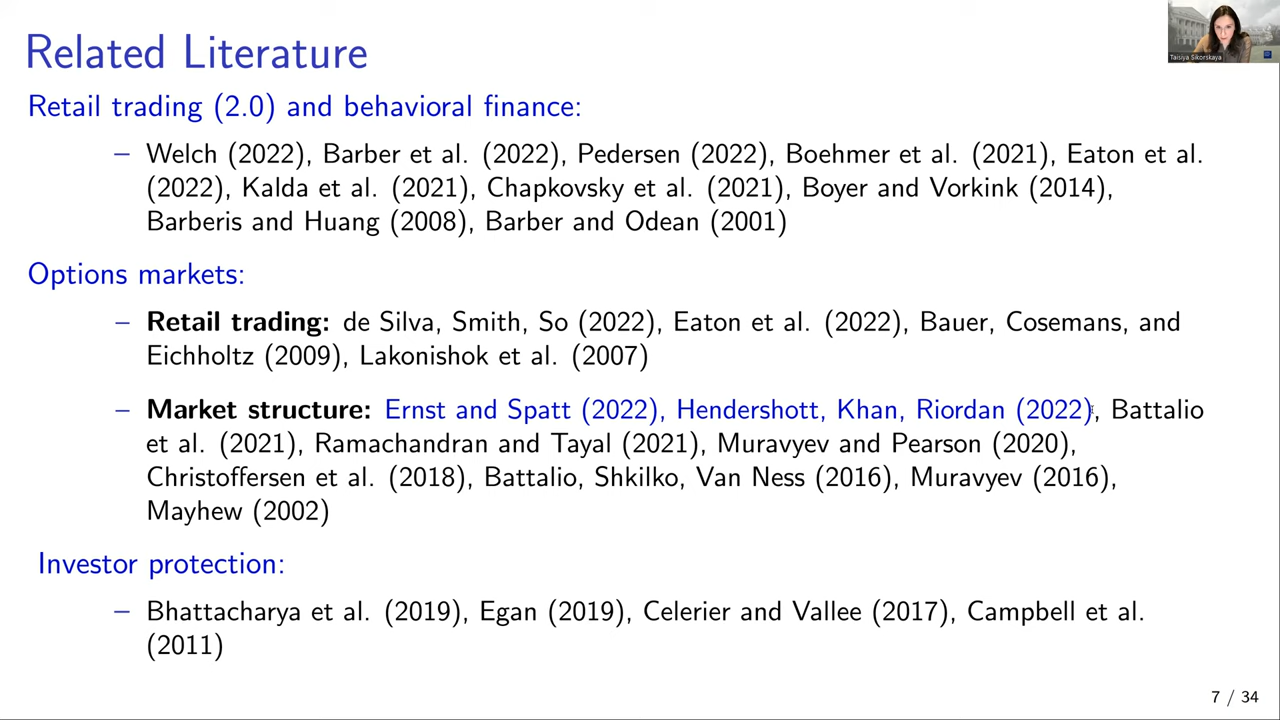 Related Literature
Taisiya Sikorskaya
Retail trading (2.0) and behavioral finance:
– Welch (2022), Barber et al. (2022), Pedersen (2022), Boehmer et al. (2021), Eaton et al.
(2022), Kalda et al. (2021), Chapkovsky et al. (2021), Boyer and Vorkink (2014),
Barberis and Huang (2008), Barber and Odean (2001)
Options markets:
– Retail trading: de Silva, Smith, So (2022), Eaton et al. (2022), Bauer, Cosemans, and
Eichholtz (2009), Lakonishok et al. (2007)
– Market structure: Ernst and Spatt (2022), Hendershott, Khan, Riordan (2022), Battalio
et al. (2021), Ramachandran and Tayal (2021), Muravyev and Pearson (2020),
Christoffersen et al. (2018), Battalio, Shkilko, Van Ness (2016), Muravyev (2016),
Mayhew (2002)
Investor protection:
– Bhattacharya et al. (2019), Egan (2019), Celerier and Vallee (2017), Campbell et al.
(2011)
7 / 34